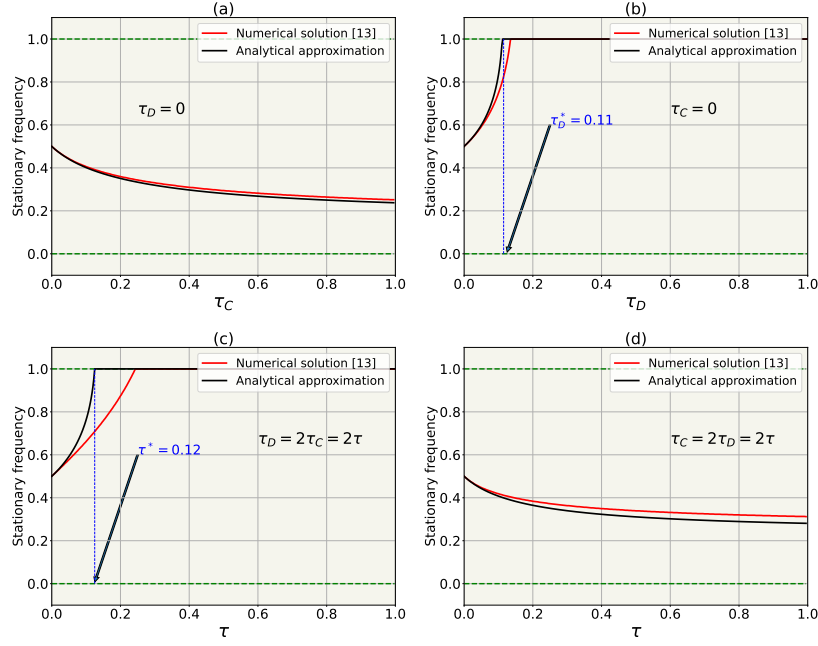 (a)
Numerical solution [13]
Analytical approximation
τ_D = 0
Stationary frequency
1.0
0.8
0.6
0.4
0.2
0.0
0.0 0.2 0.4 0.6 0.8 1.0
τ_C
(b)
Numerical solution [13]
Analytical approximation
τ_D^* = 0.11
τ_C = 0
Stationary frequency
1.0
0.8
0.6
0.4
0.2
0.0
0.0 0.2 0.4 0.6 0.8 1.0
τ_D
(c)
Numerical solution [13]
Analytical approximation
τ_D = 2τ_C = 2τ
τ^* = 0.12
Stationary frequency
1.0
0.8
0.6
0.4
0.2
0.0
0.0 0.2 0.4 0.6 0.8 1.0
τ
(d)
Numerical solution [13]
Analytical approximation
τ_C = 2τ_D = 2τ
Stationary frequency
1.0
0.8
0.6
0.4
0.2
0.0
0.0 0.2 0.4 0.6 0.8 1.0
τ